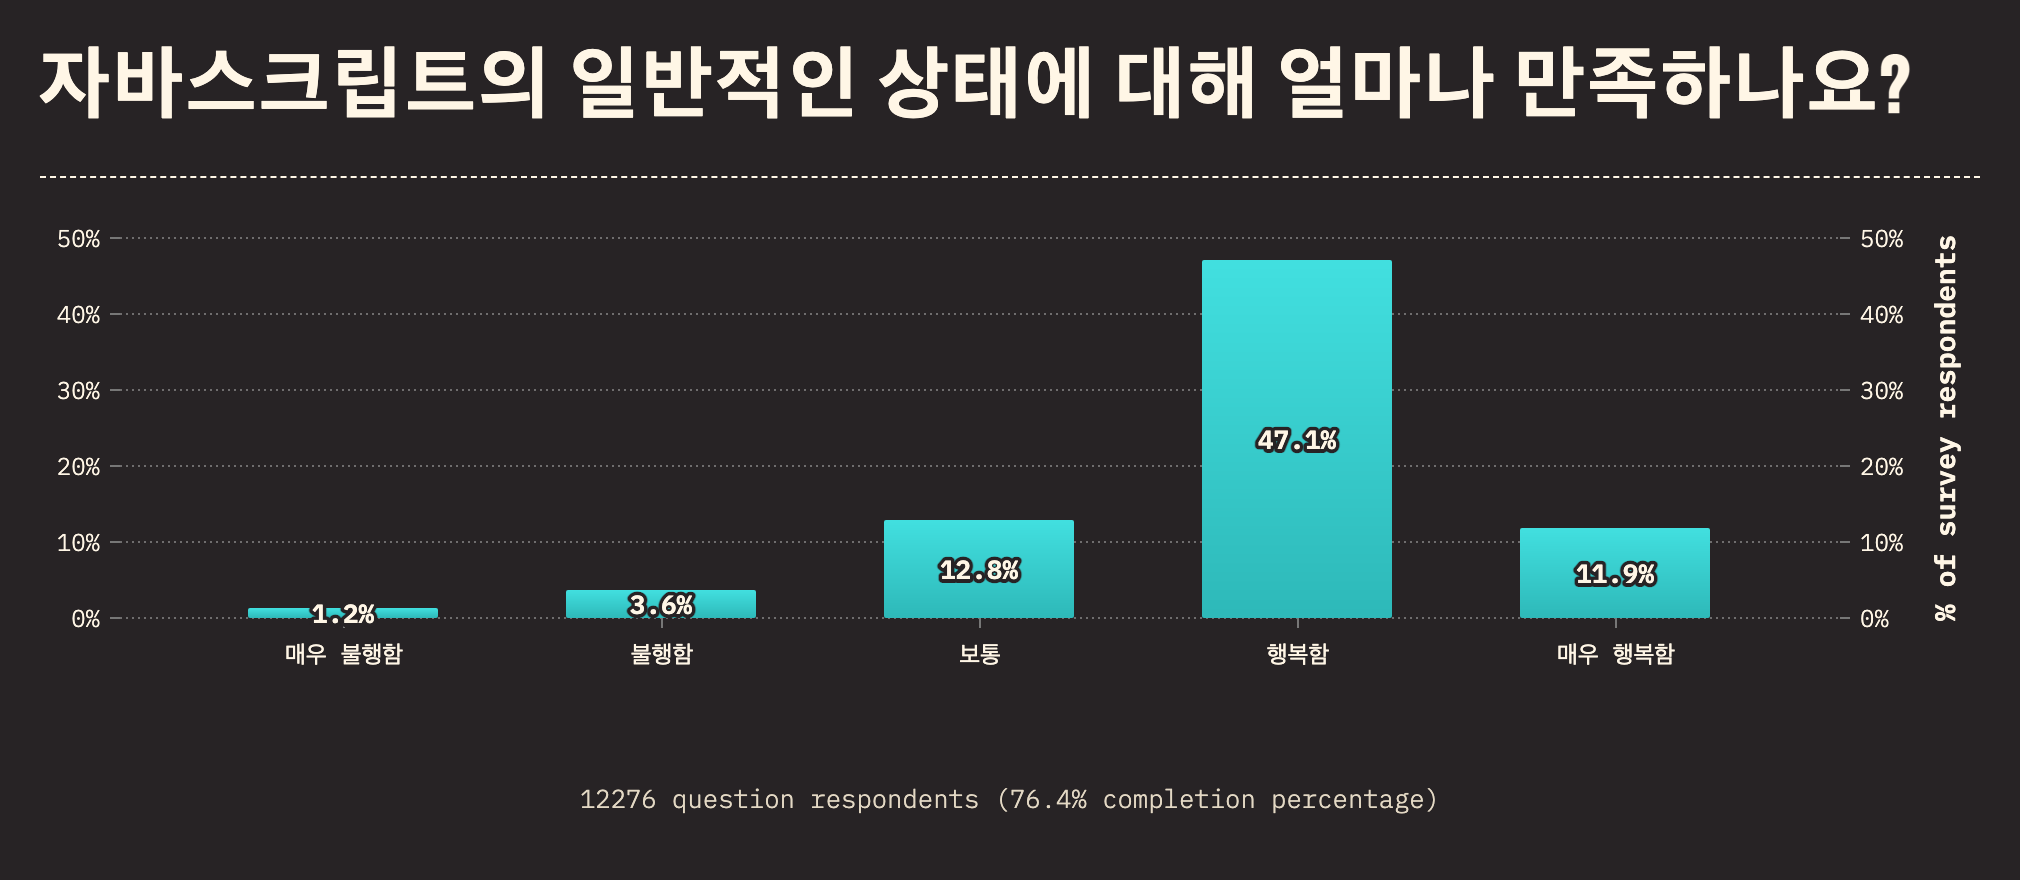 자바스크립트의 일반적인 상태에 대해 얼마나 만족하나요?
50%
40%
30%
20%
10%
0%
1.2%
3.6%
12.8%
47.1%
11.9%
매우 불행함
불행함
보통
행복함
매우 행복함
50%
40%
30%
20%
10%
0%
% of survey respondents
12276 question respondents (76.4% completion percentage)